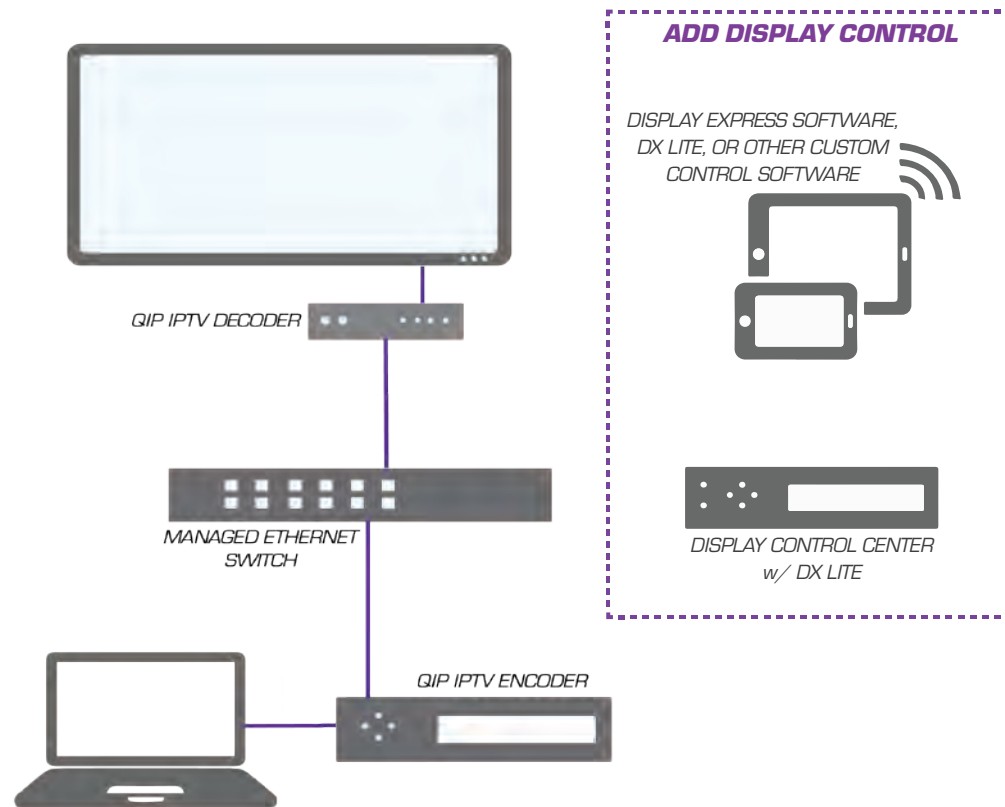 ADD DISPLAY CONTROL
DISPLAY EXPRESS SOFTWARE,
DX LITE, OR OTHER CUSTOM
CONTROL SOFTWARE
QIP IPTV DECODER
MANAGED ETHERNET
SWITCH
DISPLAY CONTROL CENTER
w/ DX LITE
QIP IPTV ENCODER